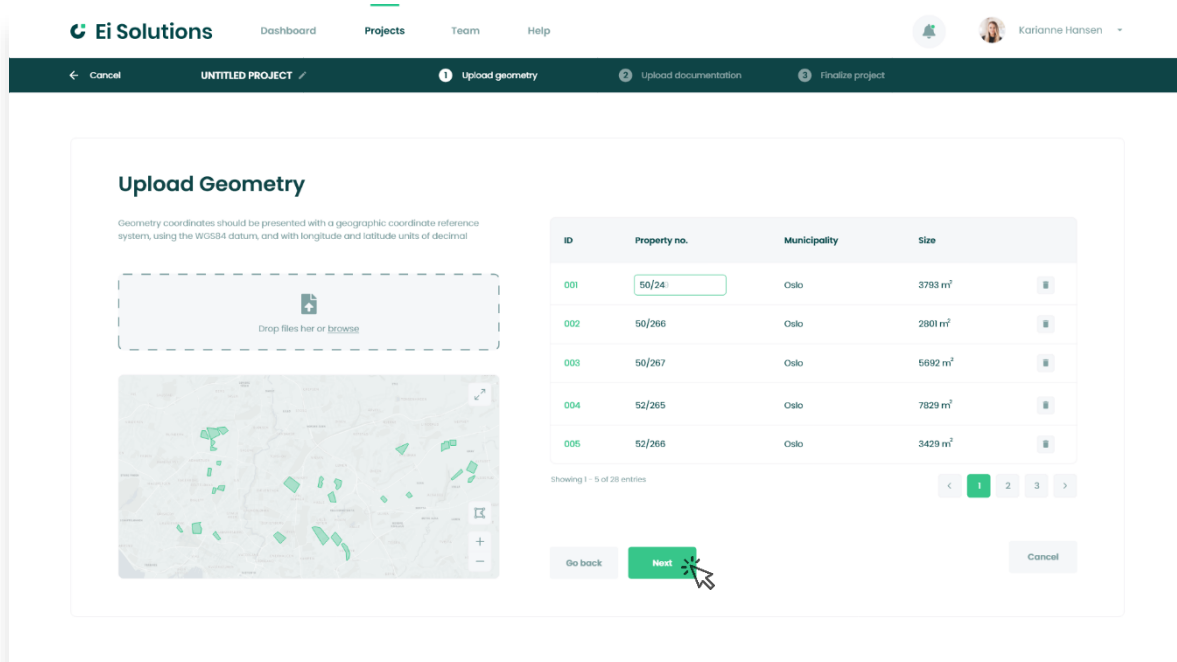 Ei Solutions
Dashboard
Projects
Team
Help
Karianne Hansen
Cancel
UNTITLED PROJECT
1 Upload geometry
2 Upload documentation
3 Finalize project
Upload Geometry
Geometry coordinates should be presented with a geographic coordinate reference
system, using the WGS84 datum, and with longitude and latitude units of decimal
Drop files her or browse
ID Property no. Municipality Size
001 50/24 Oslo 3793 m²
002 50/266 Oslo 2801 m²
003 50/267 Oslo 5692 m²
004 52/265 Oslo 7829 m²
005 52/266 Oslo 3429 m²
Showing 1 - 5 of 28 entries
< 1 2 3 >
Go back
Next
Cancel